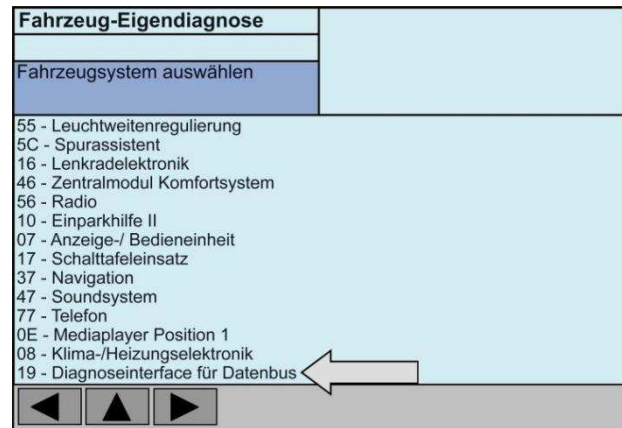 Fahrzeug-Eigendiagnose
Fahrzeugsystem auswählen
55 - Leuchtweitenregulierung
5C - Spurassistent
16 - Lenkradelektronik
46 - Zentralmodul Komfortsystem
56 - Radio
10 - Einparkhilfe II
07 - Anzeige-/ Bedieneinheit
17 - Schalttafeleinsatz
37 - Navigation
47 - Soundsystem
77 - Telefon
0E - Mediaplayer Position 1
08 - Klima-/Heizungselektronik
19 - Diagnoseinterface für Datenbus